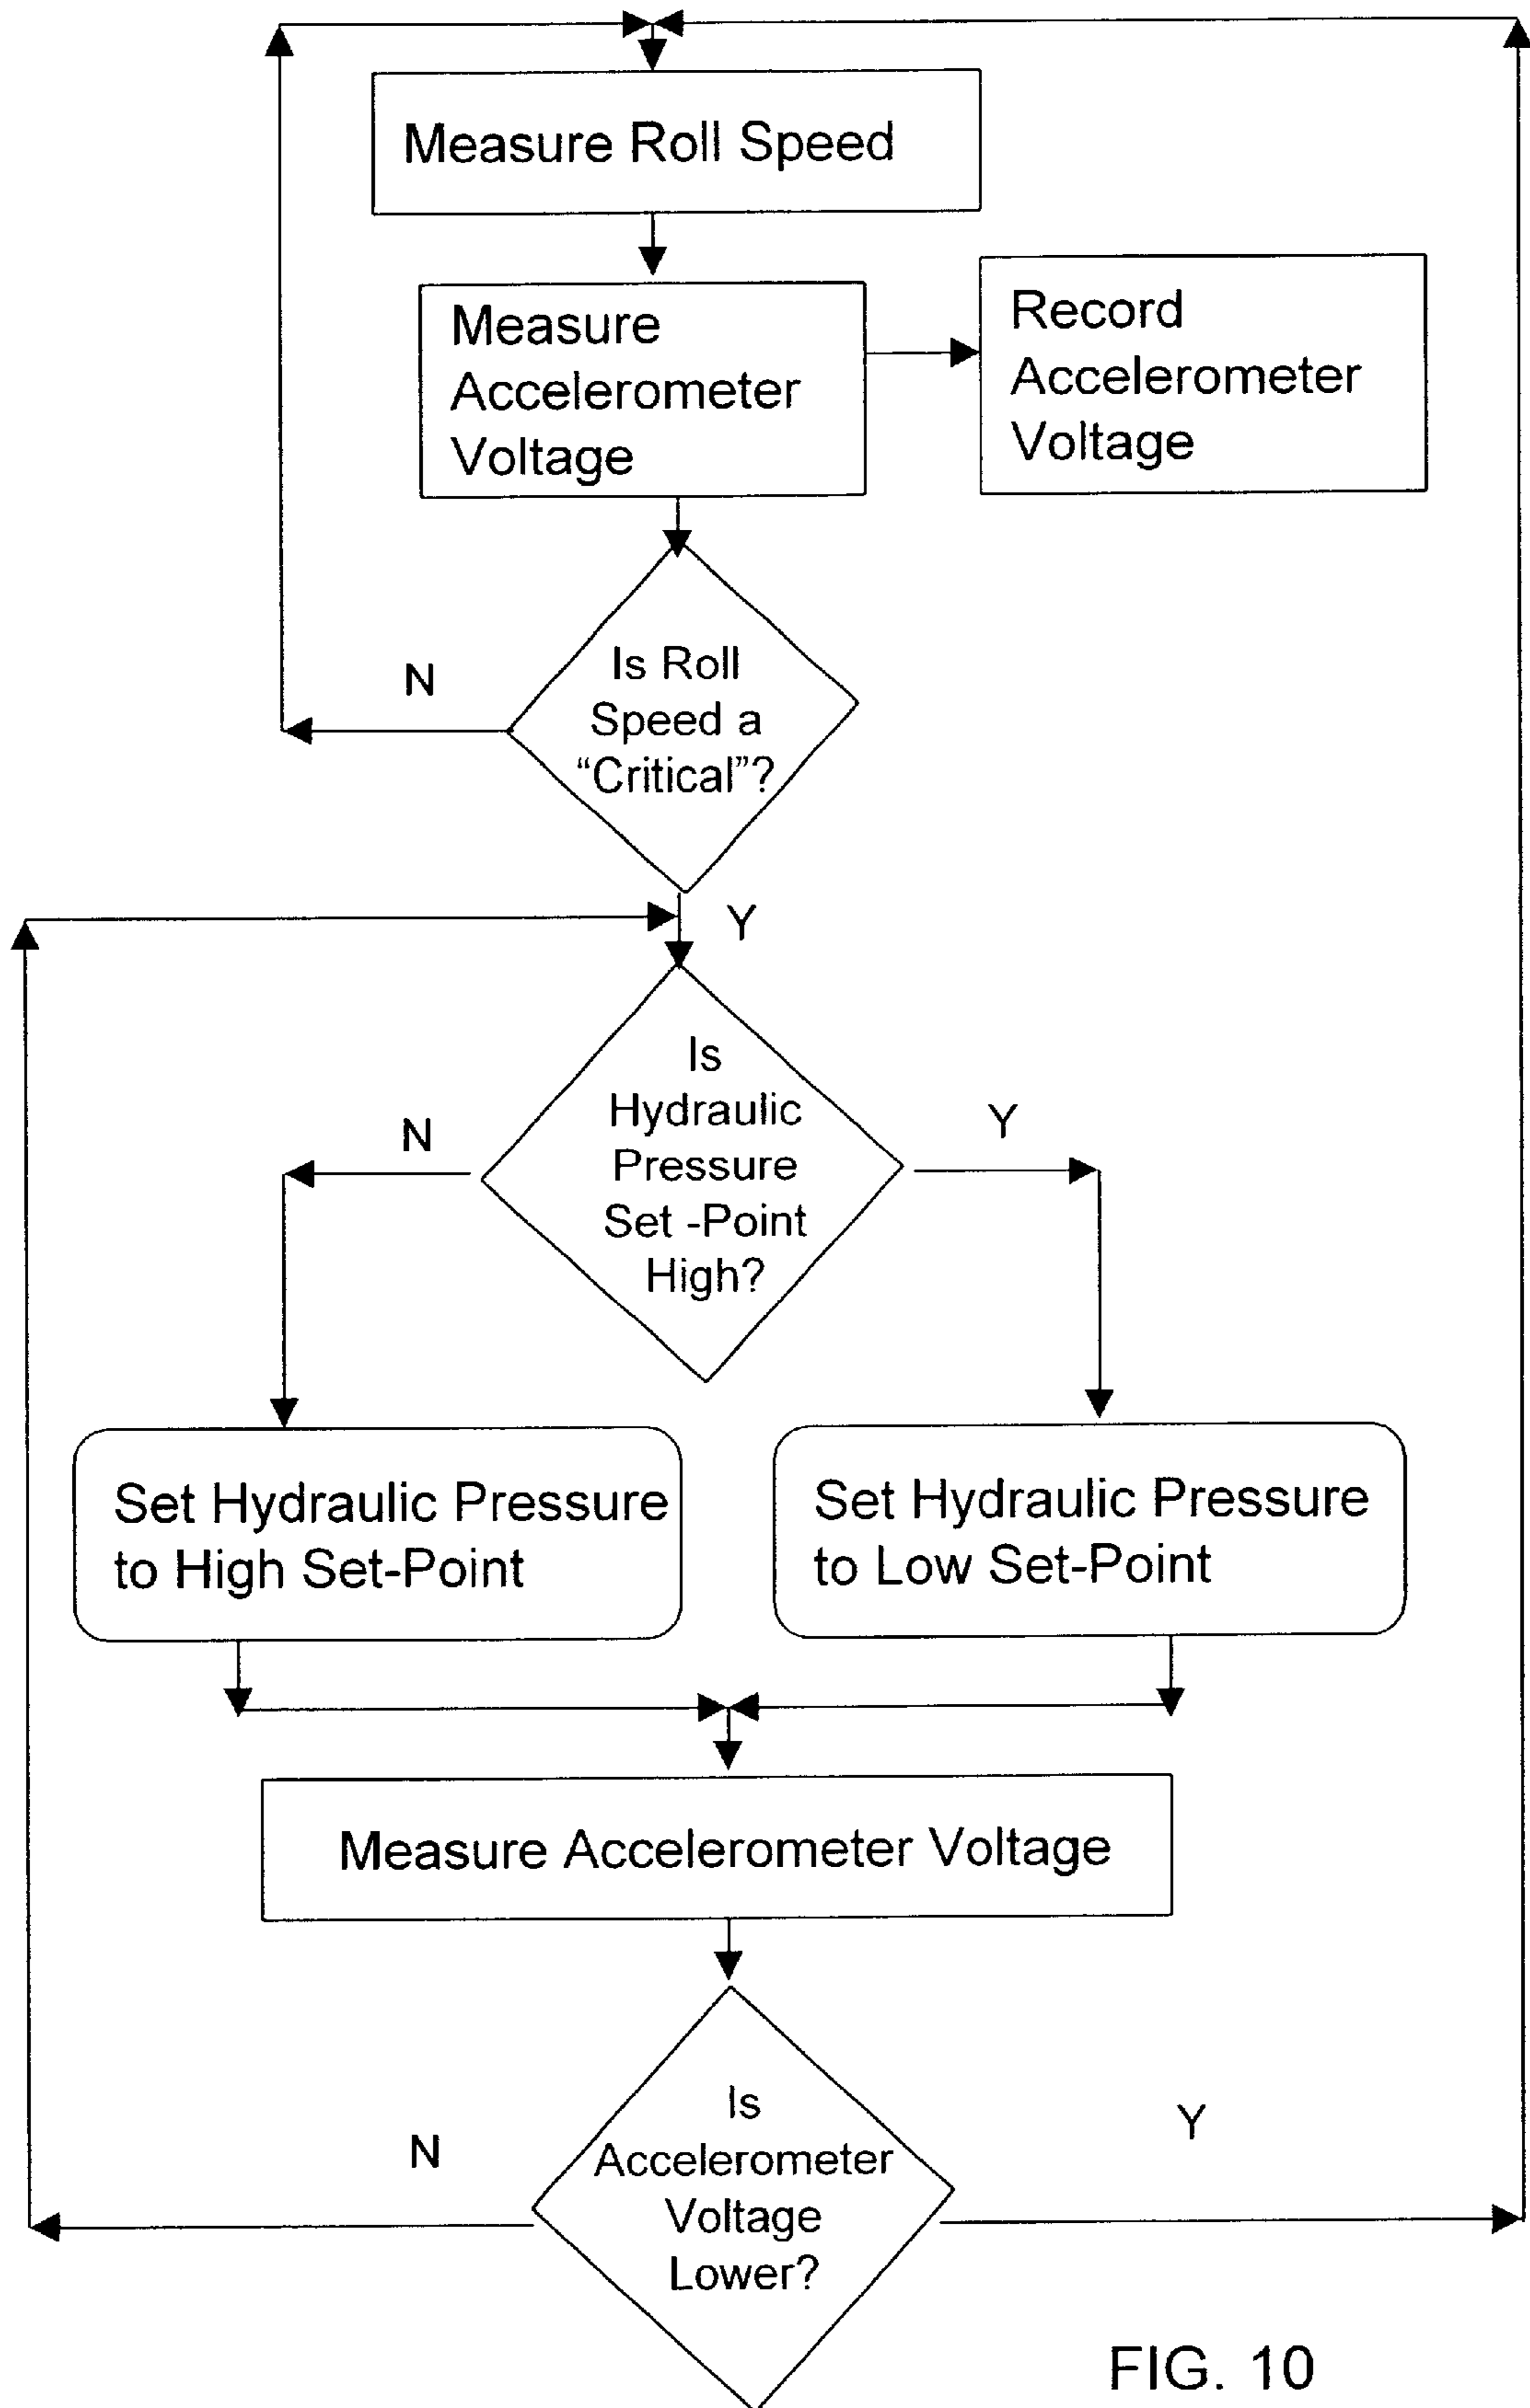 Measure Roll Speed
Measure
Accelerometer
Voltage
Record
Accelerometer
Voltage
Is Roll
Speed a
“Critical”?
N
Y
Is
Hydraulic
Pressure
Set -Point
High?
N
Y
Set Hydraulic Pressure
to High Set-Point
Set Hydraulic Pressure
to Low Set-Point
Measure Accelerometer Voltage
Is
Accelerometer
Voltage
Lower?
N
Y
FIG. 10